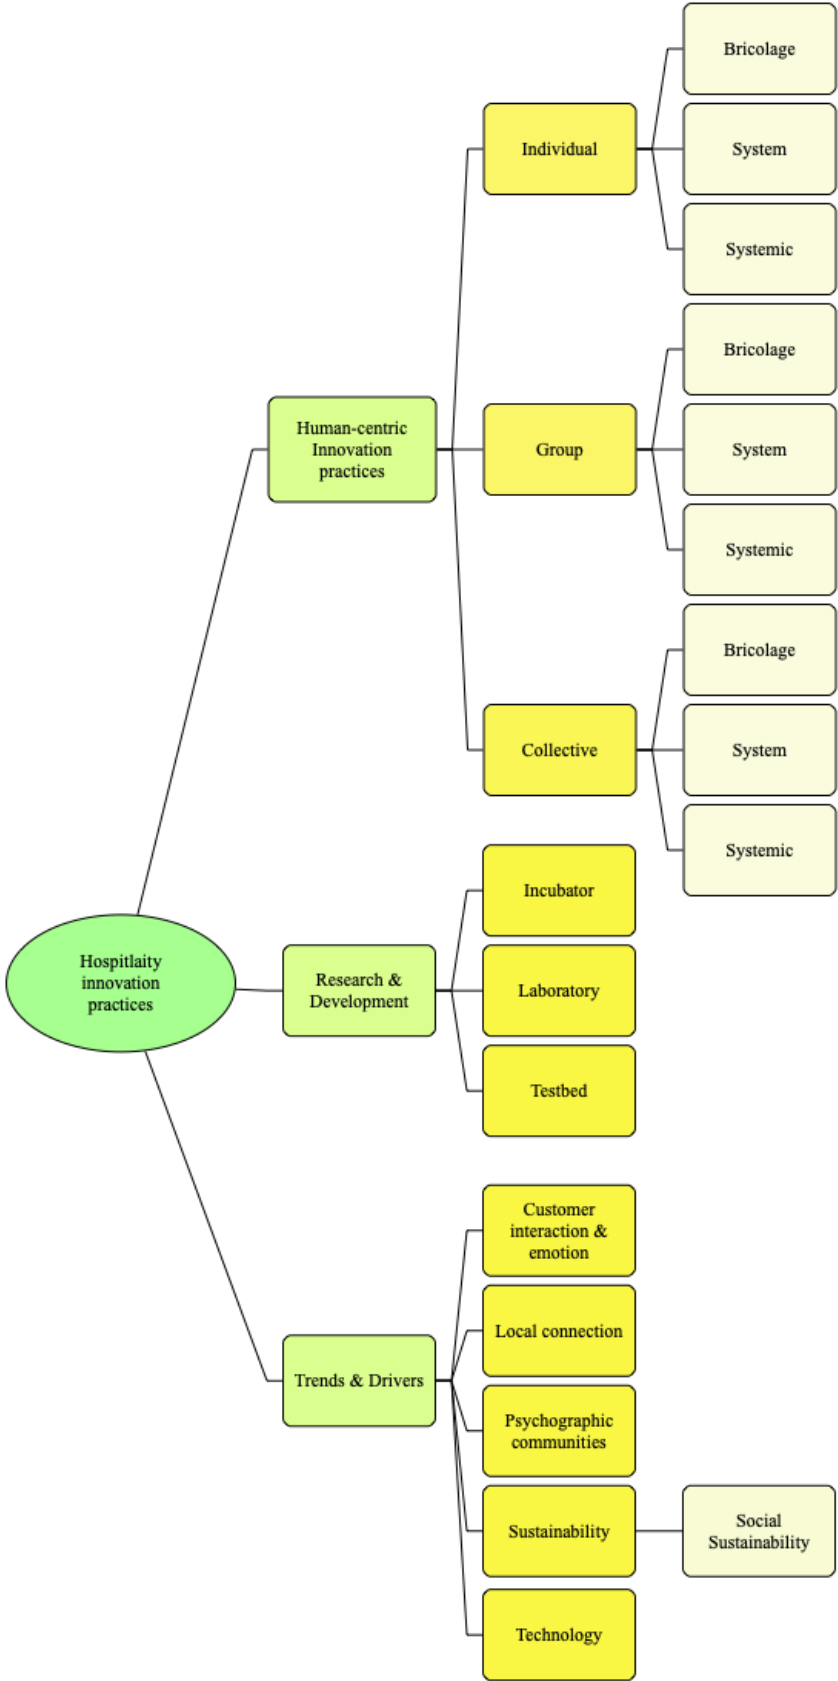 Bricolage
Individual
System
Systemic
Bricolage
Human-centric
Innovation
practices
Group
System
Systemic
Bricolage
Collective
System
Systemic
Incubator
Hospitlaity
innovation
practices
Research &
Development
Laboratory
Testbed
Customer
interaction &
emotion
Local connection
Trends & Drivers
Psychographic
communities
Sustainability
Social
Sustainability
Technology